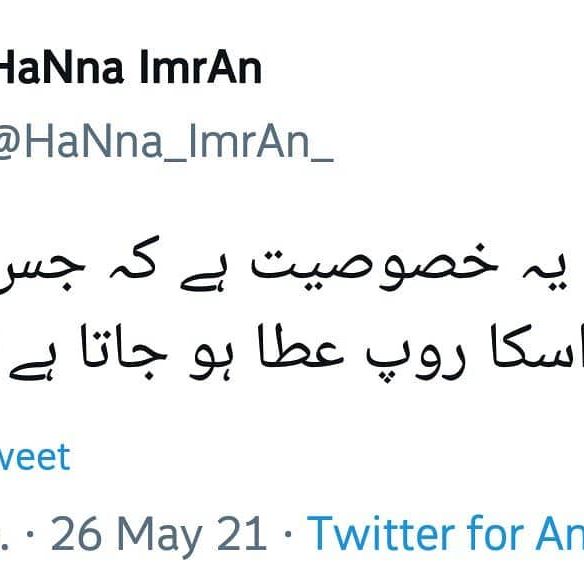 HaNna ImrAn
@HaNna_ImrAn_
یہ خصوصیت ہے کہ جس
اسکا روپ عطا ہو جاتا ہے
weet
. · 26 May 21 · Twitter for An